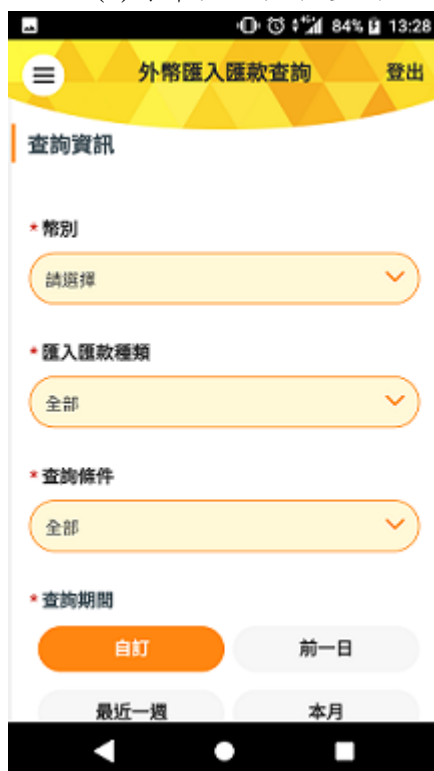 84% 13:28
外幣匯入匯款查詢 登出
查詢資訊
* 幣別
請選擇
* 匯入匯款種類
全部
* 查詢條件
全部
* 查詢期間
自訂 前一日
最近一週 本月